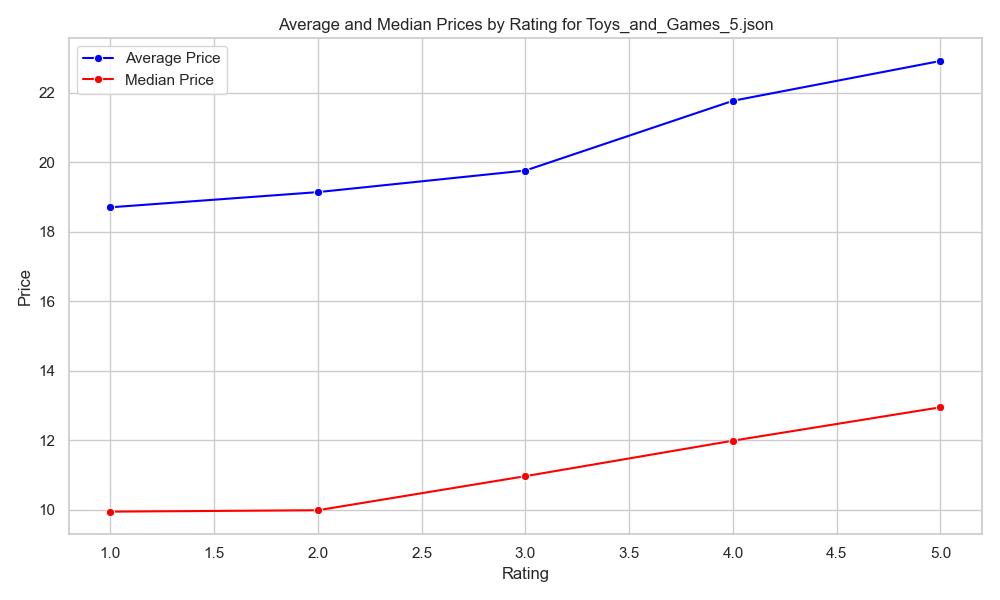 Average and Median Prices by Rating for Toys_and_Games_5.json
Average Price
Median Price
Price
22
20
18
16
14
12
10
1.0 1.5 2.0 2.5 3.0 3.5 4.0 4.5 5.0
Rating